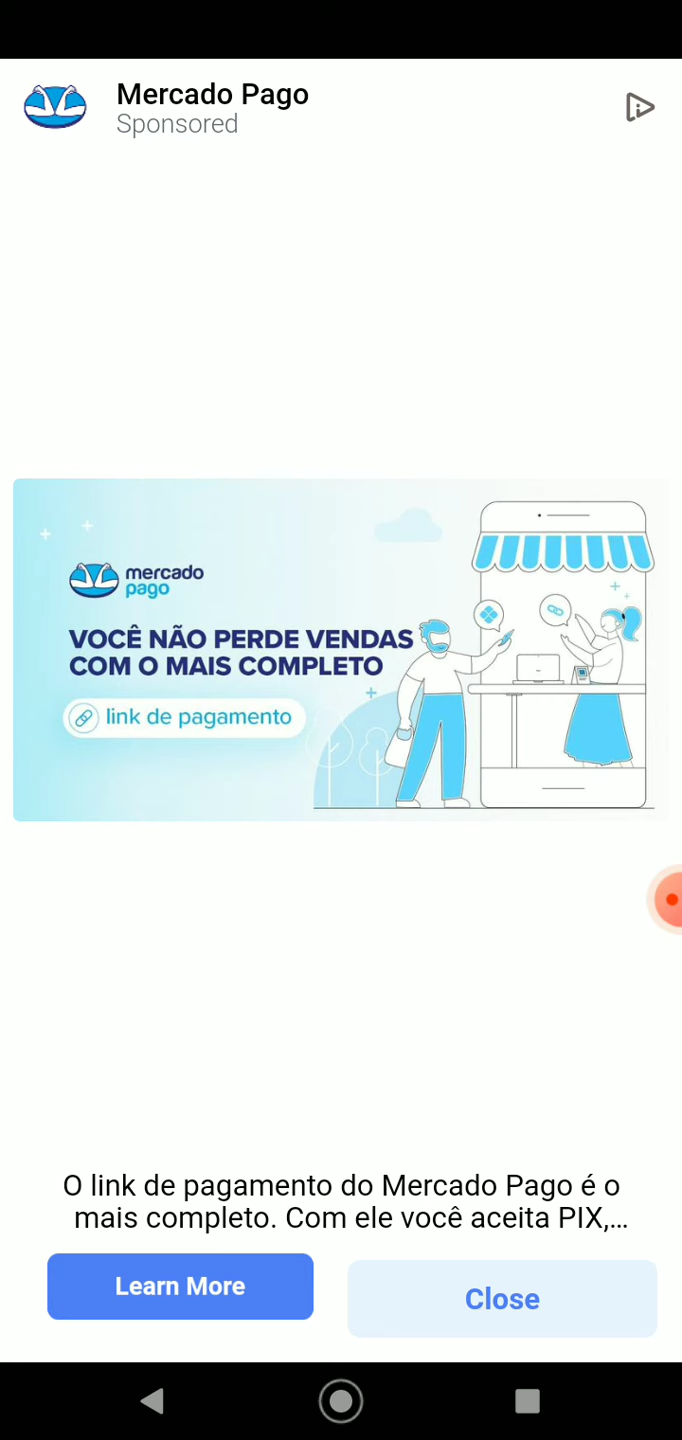 Mercado Pago
Sponsored
mercado
pago
VOCÊ NÃO PERDE VENDAS
COM O MAIS COMPLETO
link de pagamento
O link de pagamento do Mercado Pago é o
mais completo. Com ele você aceita PIX,...
Learn More
Close